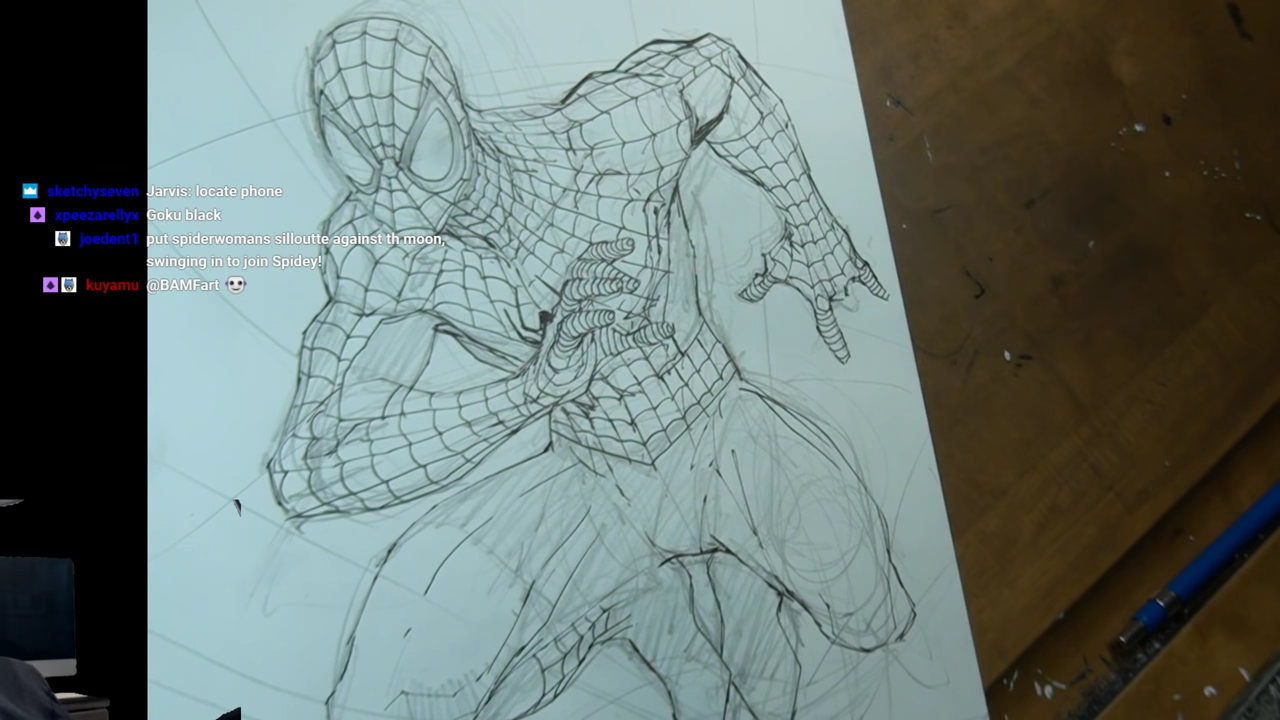 sketchyseven Jarvis: locate phone
xpeezarellyx Goku black
joedent1 put spiderwomans silloutte against th moon,
swinging in to join Spidey!
kuyamu @BAMFart